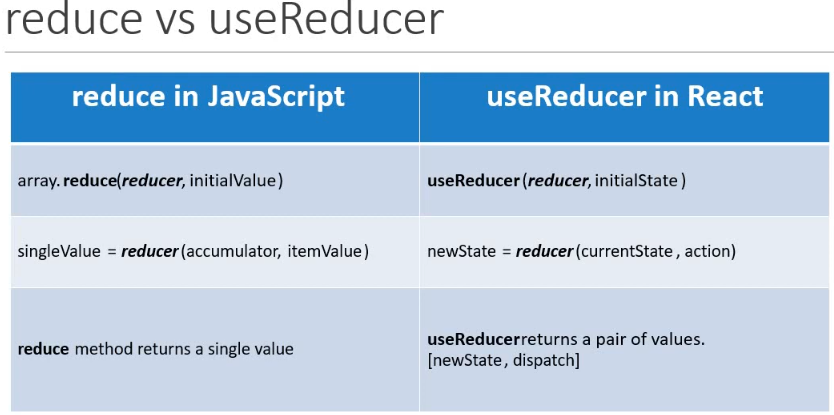 reduce vs useReducer
reduce in JavaScript
useReducer in React
array.reduce(reducer, initialValue)
useReducer(reducer, initialState)
singleValue = reducer(accumulator, itemValue)
newState = reducer(currentState, action)
reduce method returns a single value
useReducerreturns a pair of values.
[newState, dispatch]